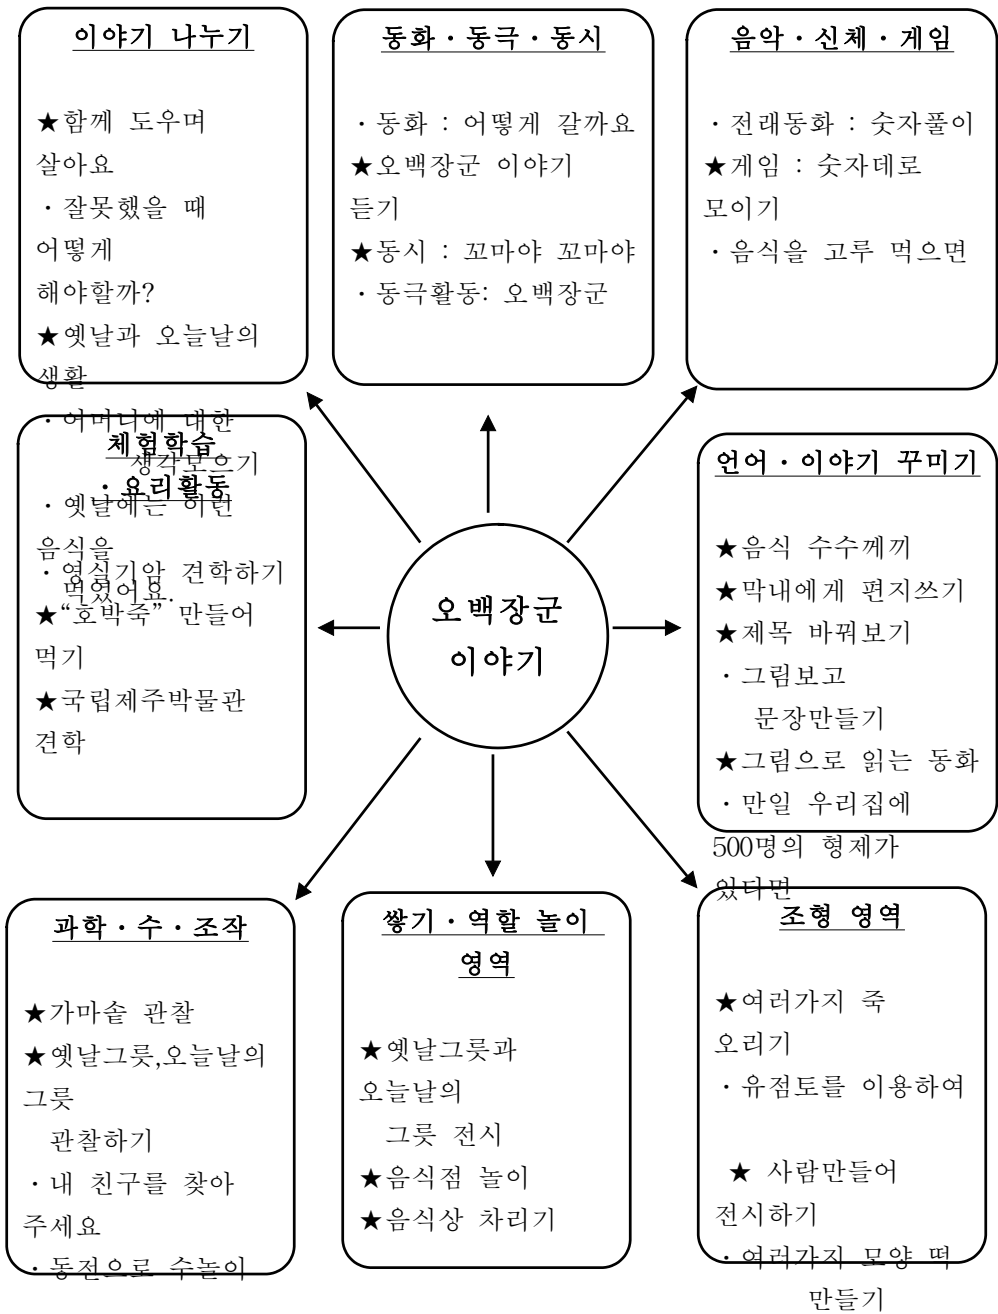 이야기 나누기
★함께 도우며
살아요
· 잘못했을 때
어떻게
해야할까?
★옛날과 오늘날의
생활
· 어머니에 대한
생각모으기
· 옛날에는 이런
음식을
먹었어요.
동화 · 동극 · 동시
· 동화 : 어떻게 갈까요
★오백장군 이야기
듣기
★동시 : 꼬마야 꼬마야
· 동극활동: 오백장군
음악 · 신체 · 게임
· 전래동화 : 숫자풀이
★게임 : 숫자데로
모이기
· 음식을 고루 먹으면
체험학습
· 요리활동
· 영실기암 견학하기
★“호박죽” 만들어
먹기
★국립제주박물관
견학
오백장군
이야기
언어 · 이야기 꾸미기
★음식 수수께끼
★막내에게 편지쓰기
★제목 바꿔보기
· 그림보고
문장만들기
★그림으로 읽는 동화
· 만일 우리집에
500명의 형제가
있다면
과학 · 수 · 조작
★가마솥 관찰
★옛날그릇,오늘날의
그릇
관찰하기
· 내 친구를 찾아
주세요
· 동전으로 수놀이
쌓기 · 역할 놀이
영역
★옛날그릇과
오늘날의
그릇 전시
★음식점 놀이
★음식상 차리기
조형 영역
★여러가지 죽
오리기
· 유점토를 이용하여
★ 사람만들어
전시하기
· 여러가지 모양 떡
만들기